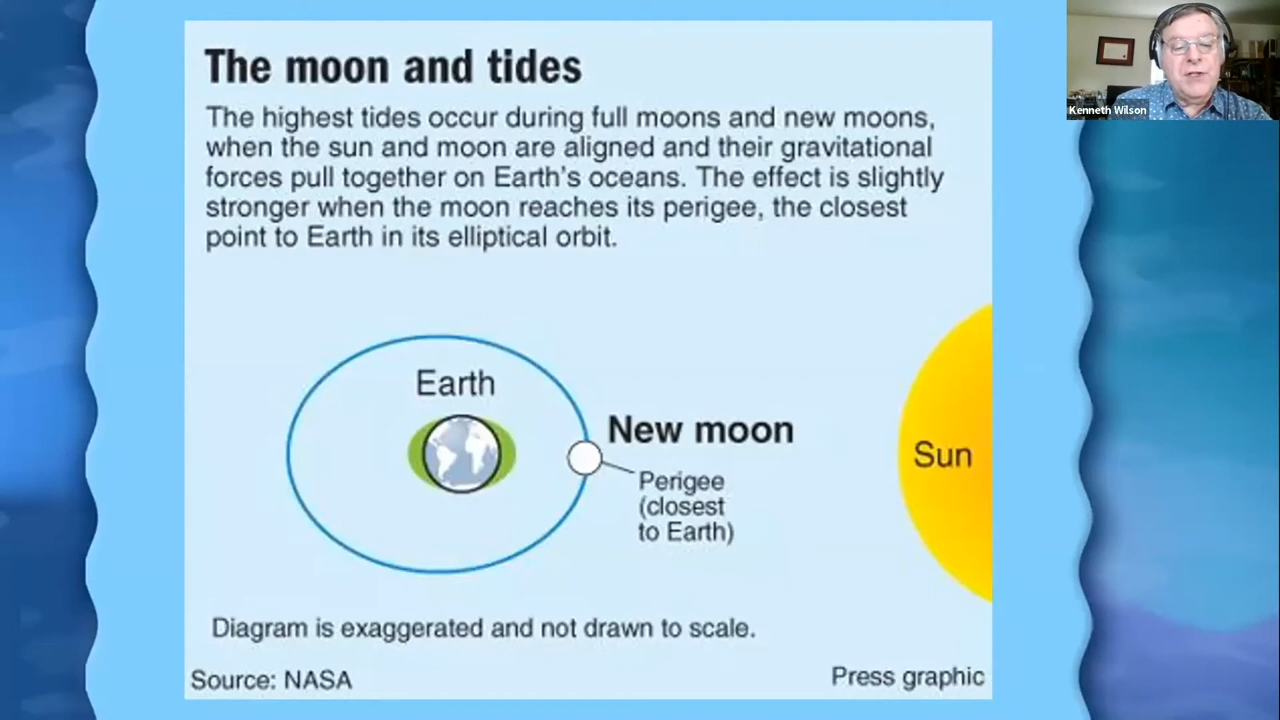 The moon and tides
The highest tides occur during full moons and new moons,
when the sun and moon are aligned and their gravitational
forces pull together on Earth's oceans. The effect is slightly
stronger when the moon reaches its perigee, the closest
point to Earth in its elliptical orbit.
Earth
New moon
Perigee
(closest
to Earth)
Sun
Diagram is exaggerated and not drawn to scale.
Source: NASA
Press graphic
Kenneth Wilson